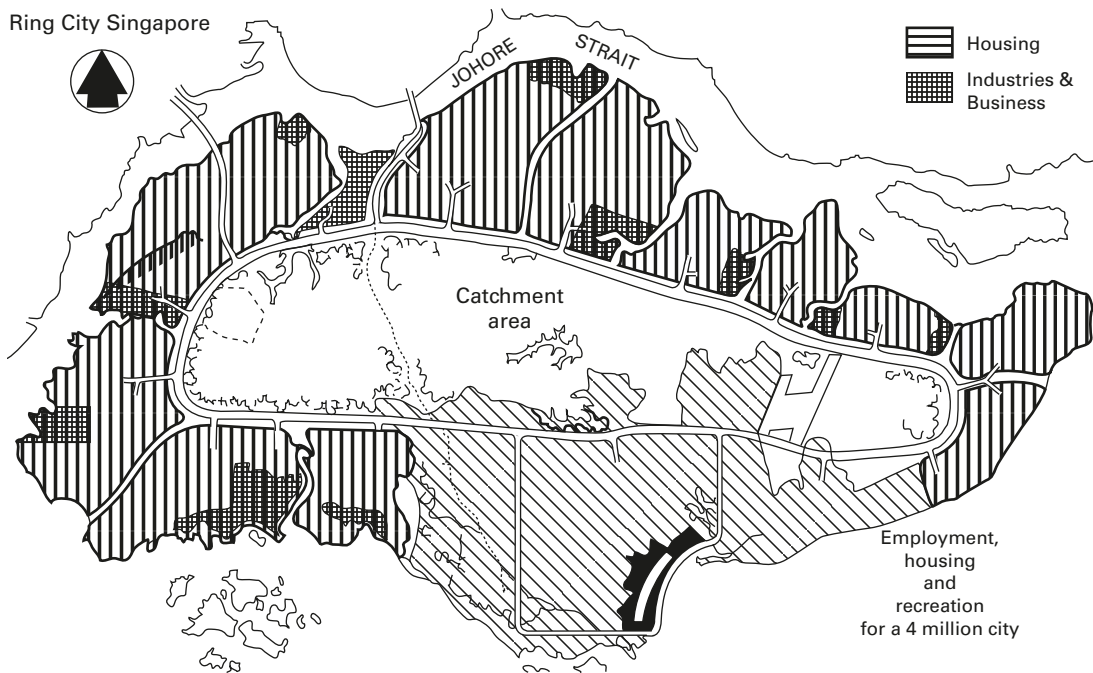 Ring City Singapore
JOHORE STRAIT
Housing
Industries &
Business
Catchment
area
Employment,
housing
and
recreation
for a 4 million city